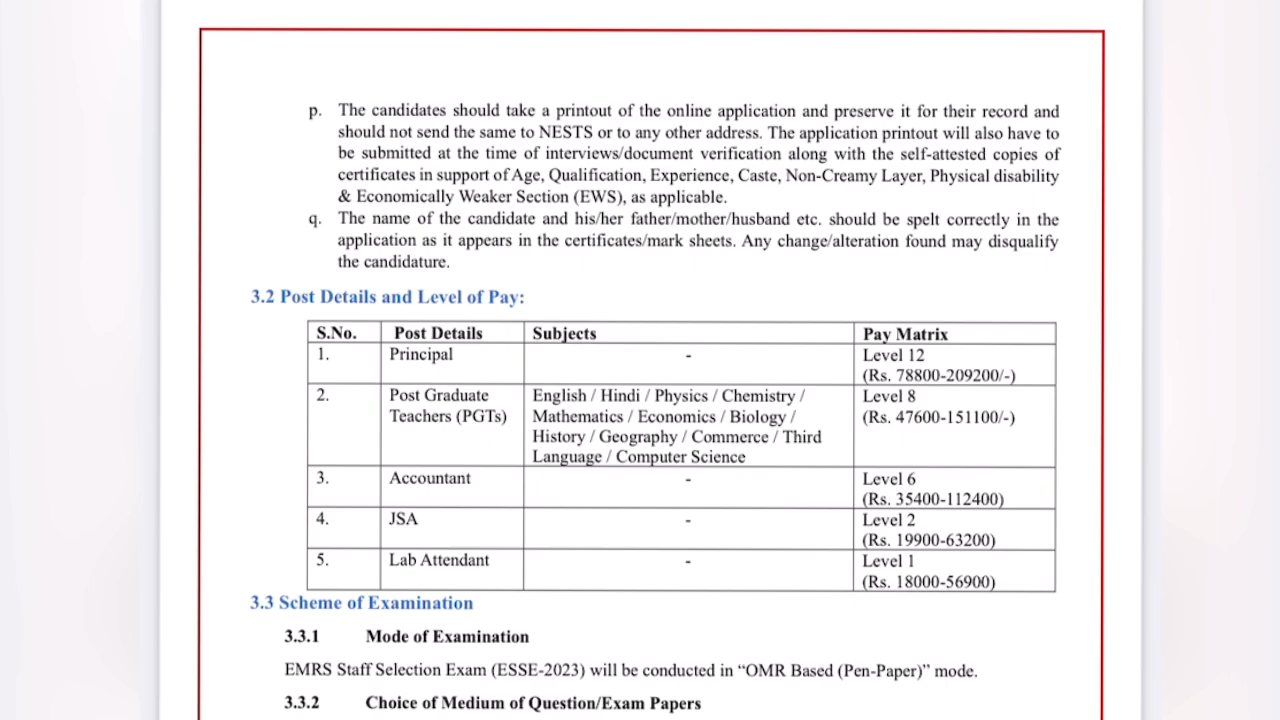 p. The candidates should take a printout of the online application and preserve it for their record and
should not send the same to NESTS or to any other address. The application printout will also have to
be submitted at the time of interviews/document verification along with the self-attested copies of
certificates in support of Age, Qualification, Experience, Caste, Non-Creamy Layer, Physical disability
& Economically Weaker Section (EWS), as applicable.
q. The name of the candidate and his/her father/mother/husband etc. should be spelt correctly in the
application as it appears in the certificates/mark sheets. Any change/alteration found may disqualify
the candidature.
3.2 Post Details and Level of Pay:
S.No. Post Details Subjects Pay Matrix
1. Principal - Level 12
(Rs. 78800-209200/-)
2. Post Graduate English / Hindi / Physics / Chemistry / Level 8
Teachers (PGTs) Mathematics / Economics / Biology / (Rs. 47600-151100/-)
History / Geography / Commerce / Third
Language / Computer Science
3. Accountant - Level 6
(Rs. 35400-112400)
4. JSA - Level 2
(Rs. 19900-63200)
5. Lab Attendant - Level 1
(Rs. 18000-56900)
3.3 Scheme of Examination
3.3.1 Mode of Examination
EMRS Staff Selection Exam (ESSE-2023) will be conducted in “OMR Based (Pen-Paper)” mode.
3.3.2 Choice of Medium of Question/Exam Papers